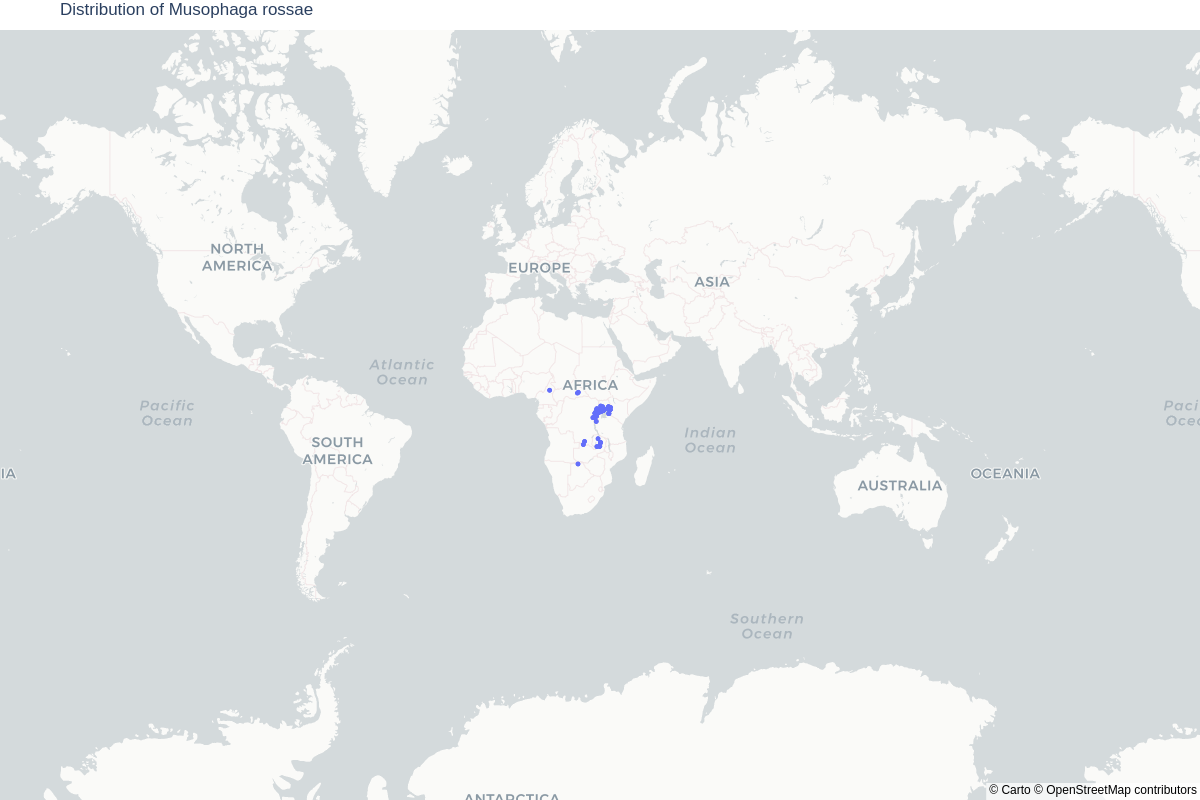 Distribution of Musophaga rossae
NORTH
AMERICA
EUROPE
ASIA
Atlantic
Ocean
AFRICA
Pacific
Ocean
Paci
Ocea
SOUTH
AMERICA
Indian
Ocean
IA
OCEANIA
AUSTRALIA
Southern
Ocean
ANTARCTICA
© Carto © OpenStreetMap contributors